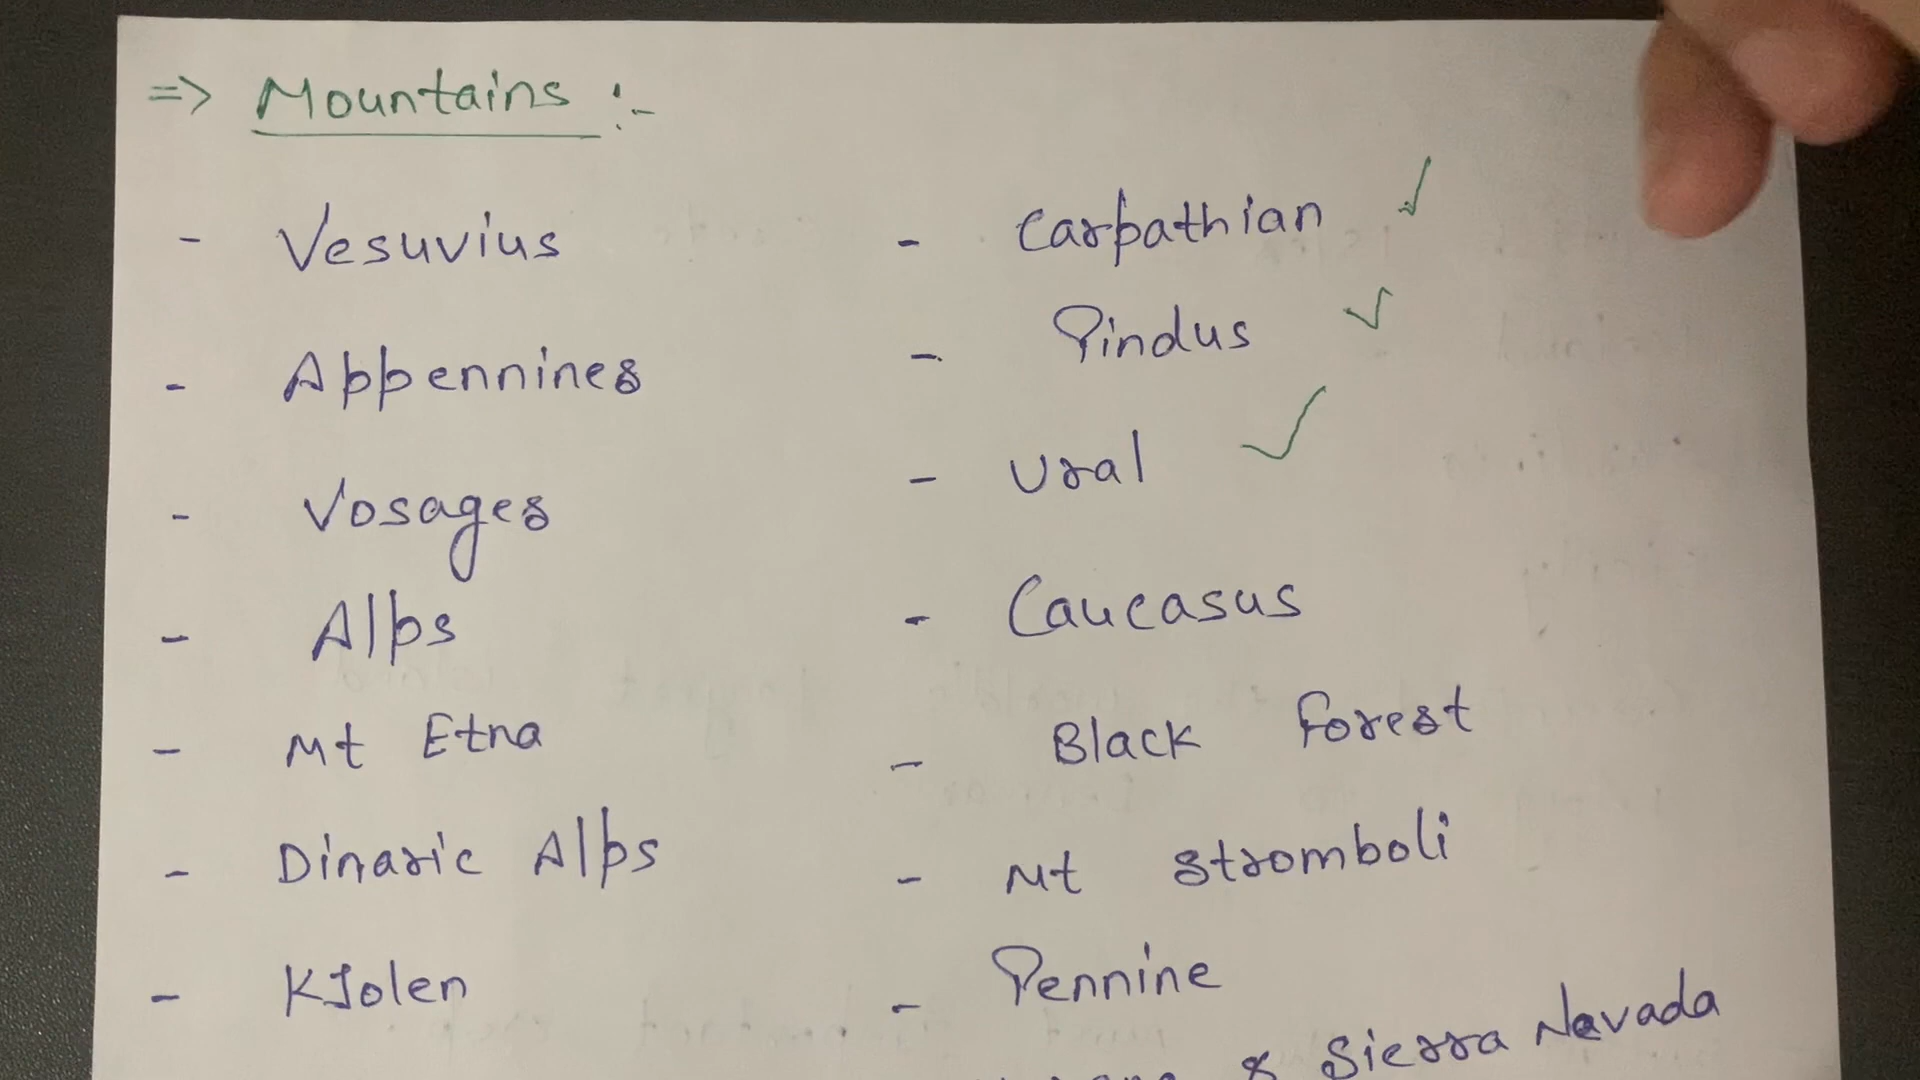 => Mountains :-
- Vesuvius
- Appennines
- Vosages
- Alps
- Mt Etna
- Dinaric Alps
- KJolen
- Carpathian ✓
- Pindus ✓
- Ural ✓
- Caucasus
- Black Forest
- Mt Stromboli
- Pennine
& Sierra Navada